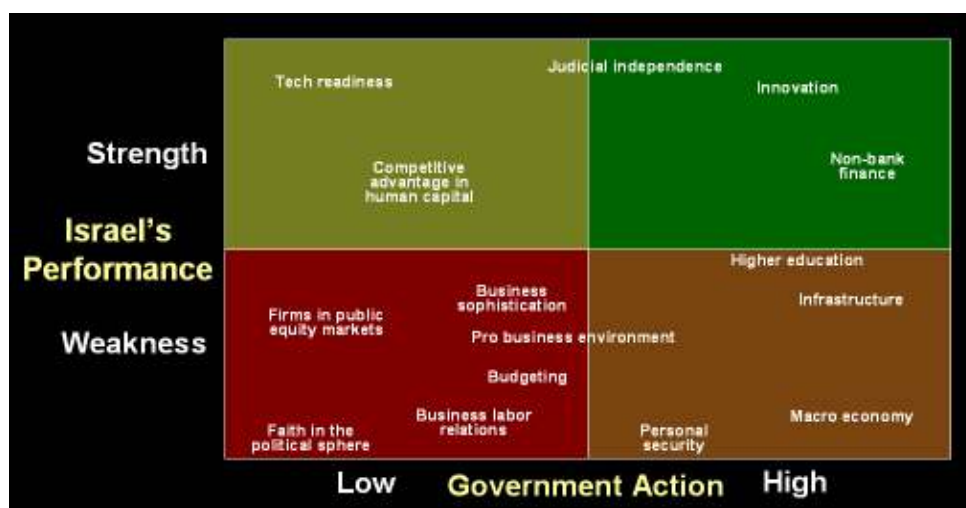 Judicial independence
Tech readiness
Innovation
Strength
Competitive
advantage in
human capital
Non-bank
finance
Israel's
Performance
Higher education
Business
sophistication
Infrastructure
Firms in public
equity markets
Weakness
Pro business environment
Budgeting
Business labor
relations
Macro economy
Faith in the
political sphere
Personal
security
Low
Government Action
High